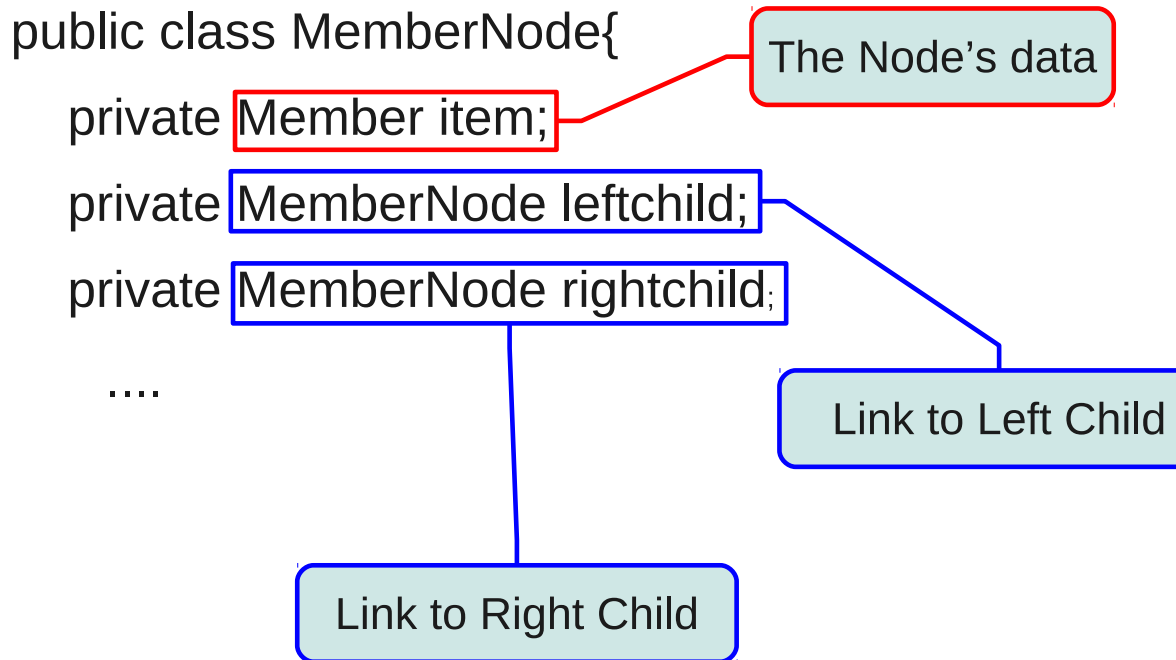 public class MemberNode{
The Node’s data
private Member item;
private MemberNode leftchild;
private MemberNode rightchild;
....
Link to Left Child
Link to Right Child